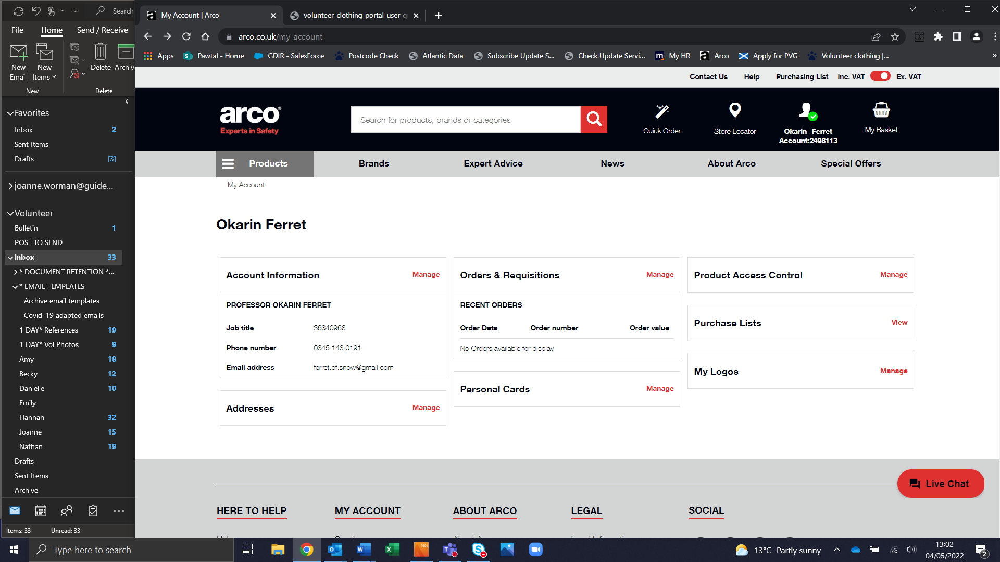 Search
File Home Send / Receive
New Email
New Items
Delete
Archiv
New
Delete
Favorites
Inbox 2
Sent Items
Drafts [3]
joanne.worman@guide...
Volunteer
Bulletin 1
POST TO SEND
Inbox 33
* DOCUMENT RETENTION *...
* EMAIL TEMPLATES
Archive email templates
Covid-19 adapted emails
1 DAY* References 19
1 DAY* Vol Photos 9
Amy 18
Becky 12
Danielle 10
Emily
Hannah 32
Joanne 15
Nathan 19
Drafts
Sent Items
Archive
Items: 33 Unread: 33
My Account | Arco
volunteer-clothing-portal-user-g
arco.co.uk/my-account
Apps Pawtal - Home GDIR - SalesForce Postcode Check Atlantic Data Subscribe Update S... Check Update Servi... My HR Arco Apply for PVG Volunteer clothing |... »
Contact Us Help Purchasing List Inc. VAT Ex. VAT
arco
Experts in Safety
Search for products, brands or categories
Quick Order
Store Locator
Okarin Ferret
Account:2498113
My Basket
Products Brands Expert Advice News About Arco Special Offers
My Account
Okarin Ferret
Account Information Manage
PROFESSOR OKARIN FERRET
Job title 36340968
Phone number 0345 143 0191
Email address ferret.of.snow@gmail.com
Addresses Manage
Orders & Requisitions Manage
RECENT ORDERS
Order Date Order number Order value
No Orders available for display
Personal Cards Manage
Product Access Control Manage
Purchase Lists View
My Logos Manage
Live Chat
HERE TO HELP MY ACCOUNT ABOUT ARCO LEGAL SOCIAL
Type here to search
13°C Partly sunny
13:02
04/05/2022
2